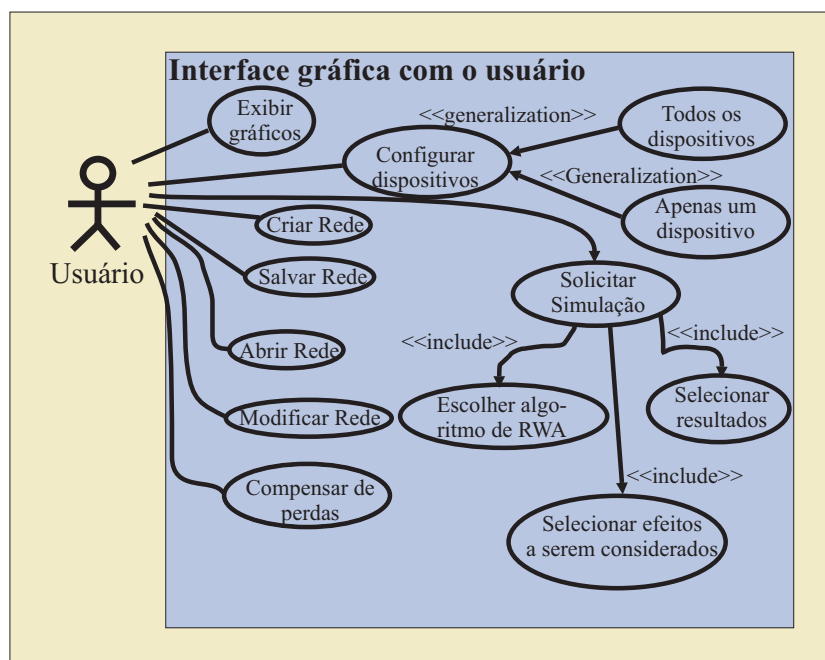 Interface gráfica com o usuário
Exibir
gráficos
<<generalization>>
Todos os
dispositivos
Configurar
dispositivos
<<Generalization>>
Apenas um
dispositivo
Usuário
Criar Rede
Salvar Rede
Solicitar
Simulação
Abrir Rede
<<include>>
<<include>>
Modificar Rede
Escolher algo-
ritmo de RWA
Selecionar
resultados
Compensar de
perdas
<<include>>
Selecionar efeitos
a serem considerados